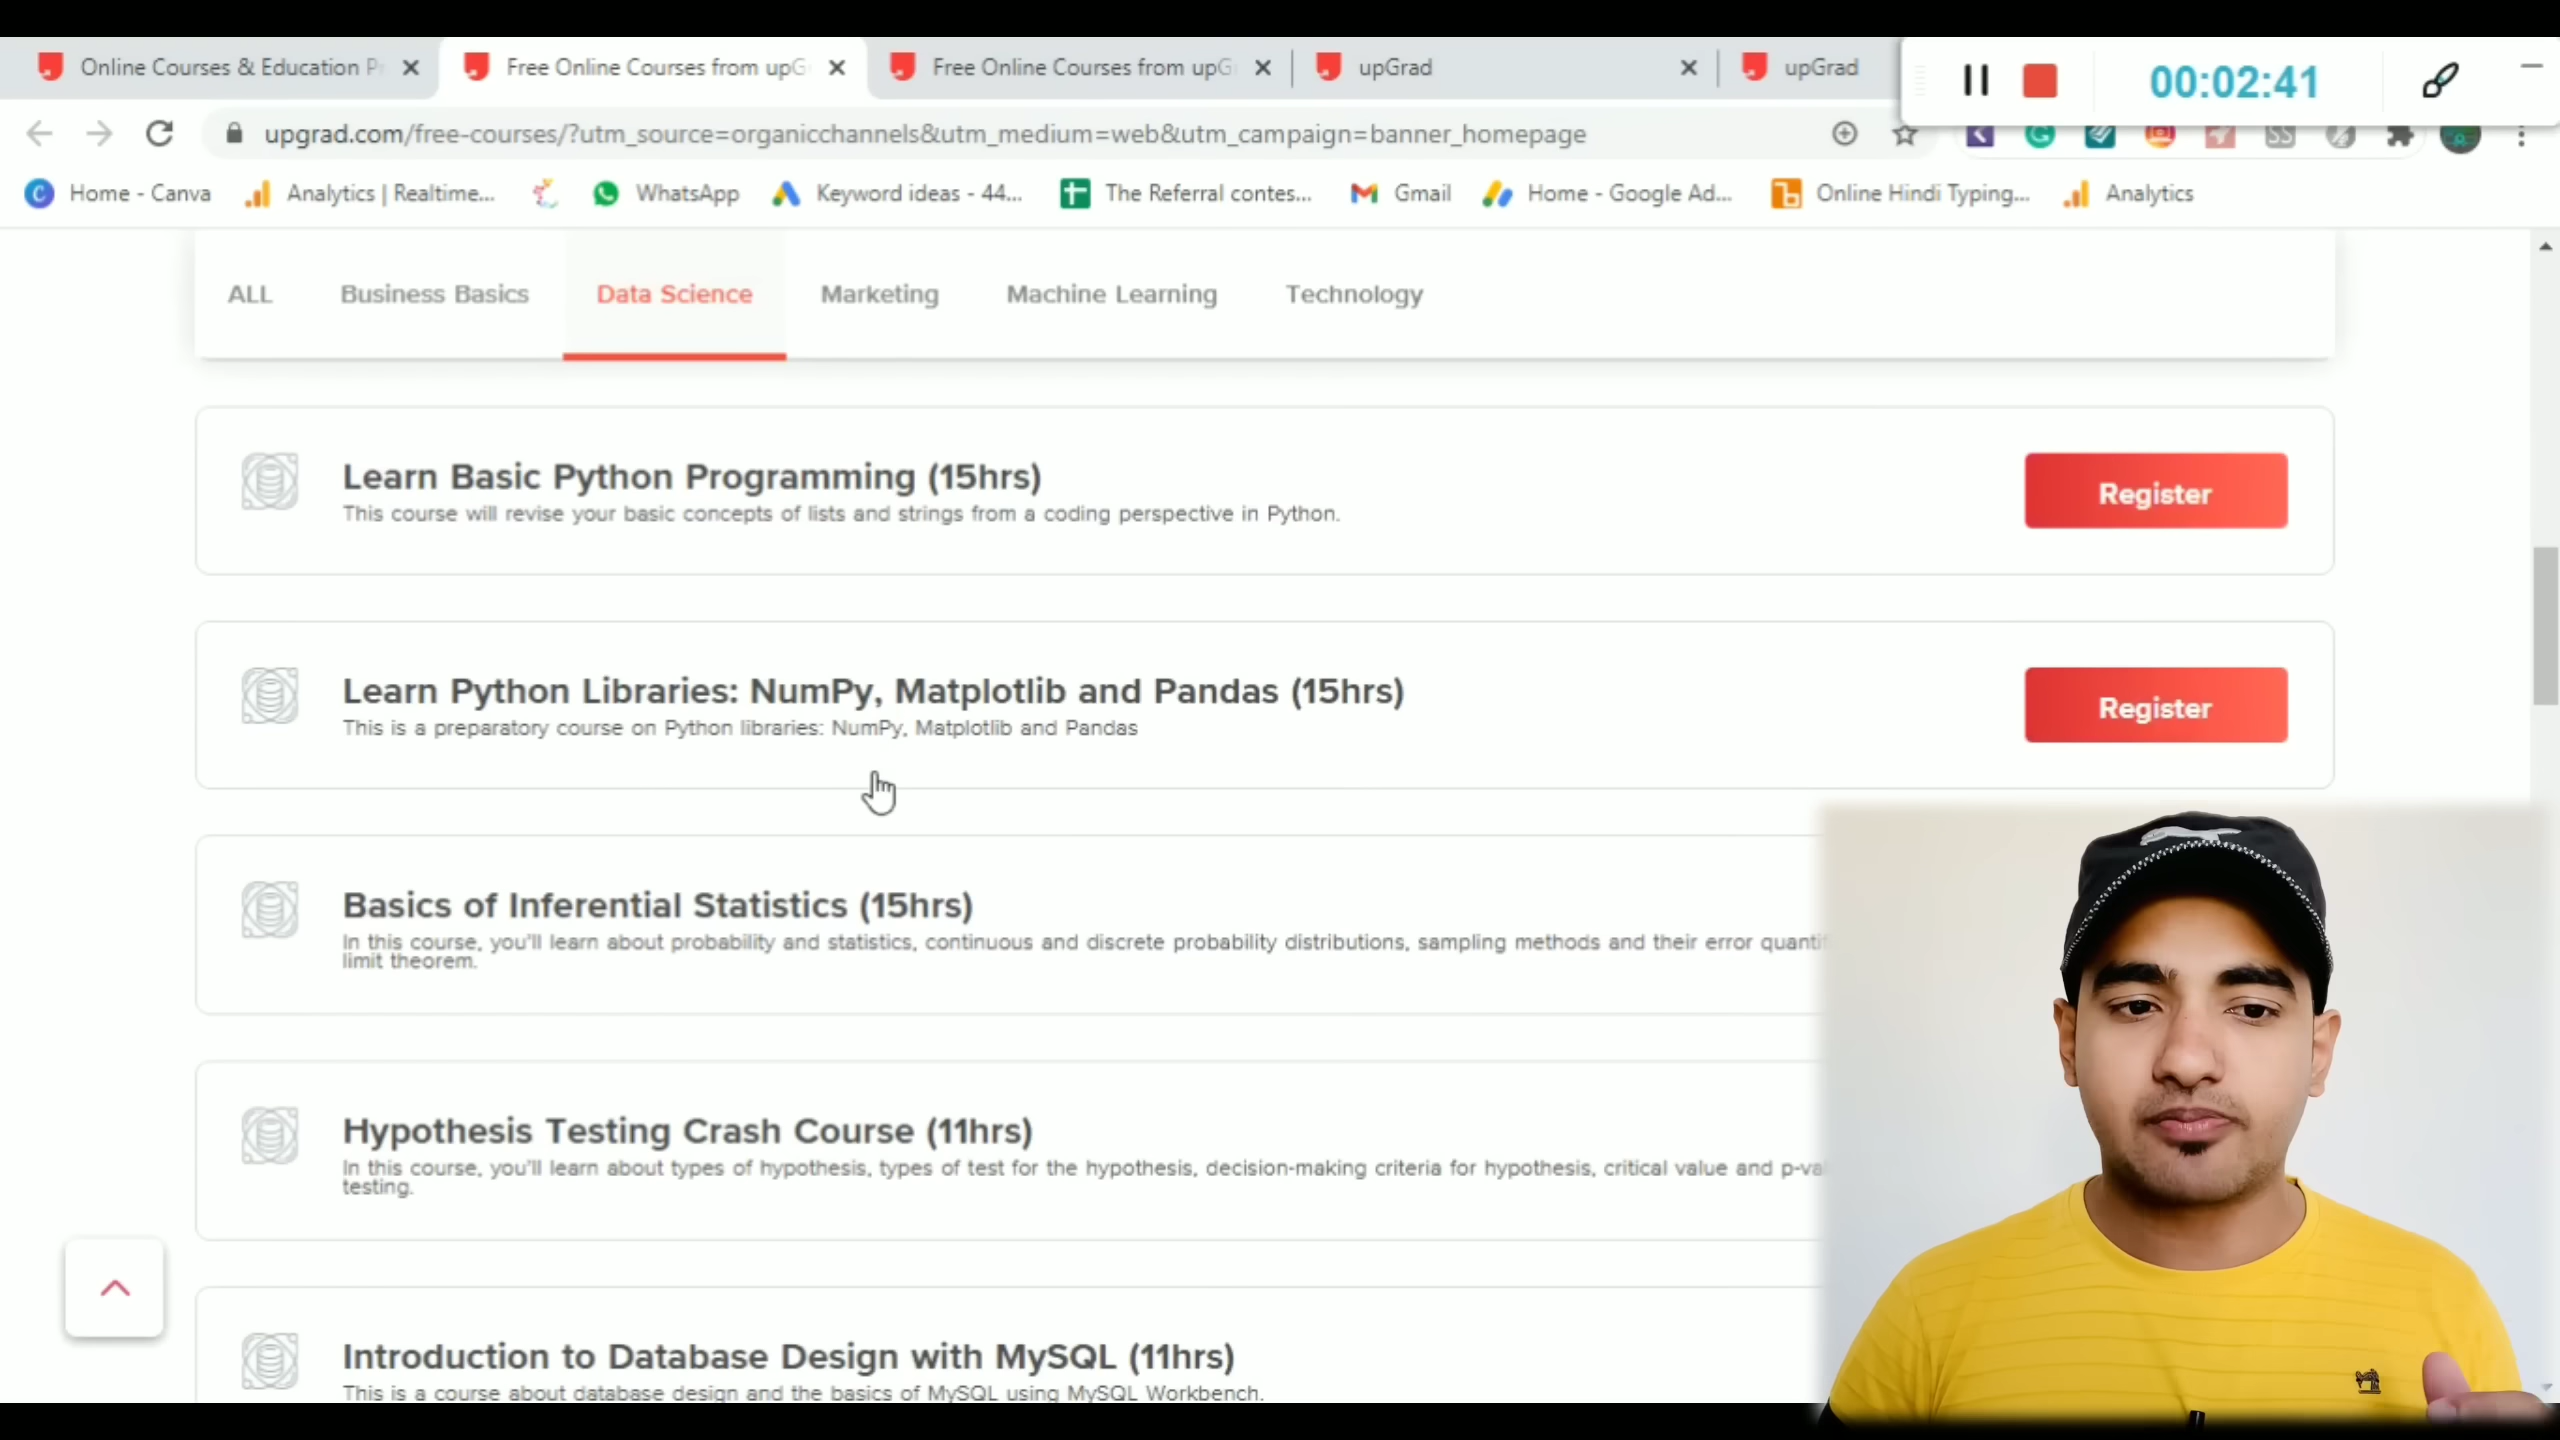 Online Courses & Education Pr
Free Online Courses from upG
Free Online Courses from upG
upGrad
upGrad
00:02:41
upgrad.com/free-courses/?utm_source=organicchannels&utm_medium=web&utm_campaign=banner_homepage
Home - Canva
Analytics | Realtime...
WhatsApp
Keyword ideas - 44...
The Referral contes...
Gmail
Home - Google Ad...
Online Hindi Typing...
Analytics
ALL
Business Basics
Data Science
Marketing
Machine Learning
Technology
Learn Basic Python Programming (15hrs)
This course will revise your basic concepts of lists and strings from a coding perspective in Python.
Register
Learn Python Libraries: NumPy, Matplotlib and Pandas (15hrs)
This is a preparatory course on Python libraries: NumPy, Matplotlib and Pandas
Register
Basics of Inferential Statistics (15hrs)
In this course, you'll learn about probability and statistics, continuous and discrete probability distributions, sampling methods and their error quantif
limit theorem.
Hypothesis Testing Crash Course (11hrs)
In this course, you'll learn about types of hypothesis, types of test for the hypothesis, decision-making criteria for hypothesis, critical value and p-va
testing.
Introduction to Database Design with MySQL (11hrs)
This is a course about database design and the basics of MySQL using MySQL Workbench.